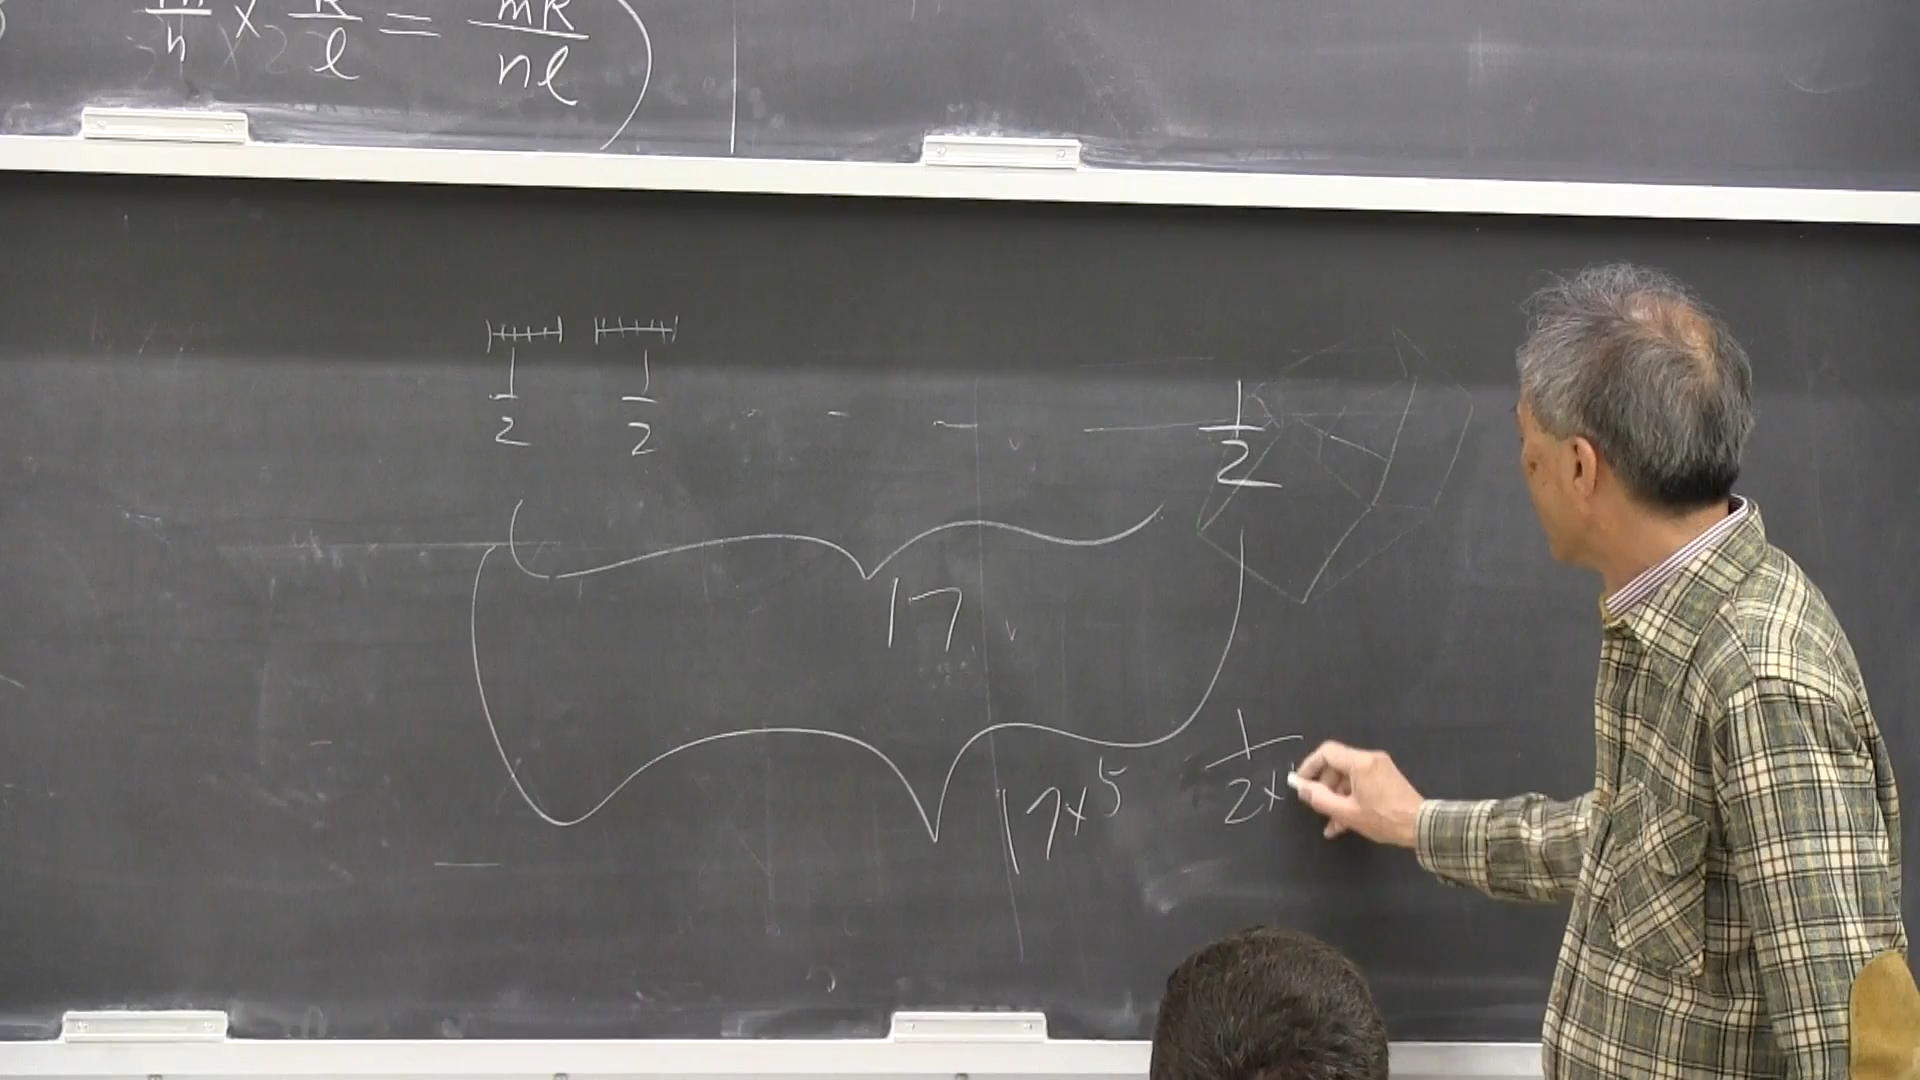 m/n × k/l = mk/nl )
1/2 1/2 - - - — 1/2
17
17×5 1/2×